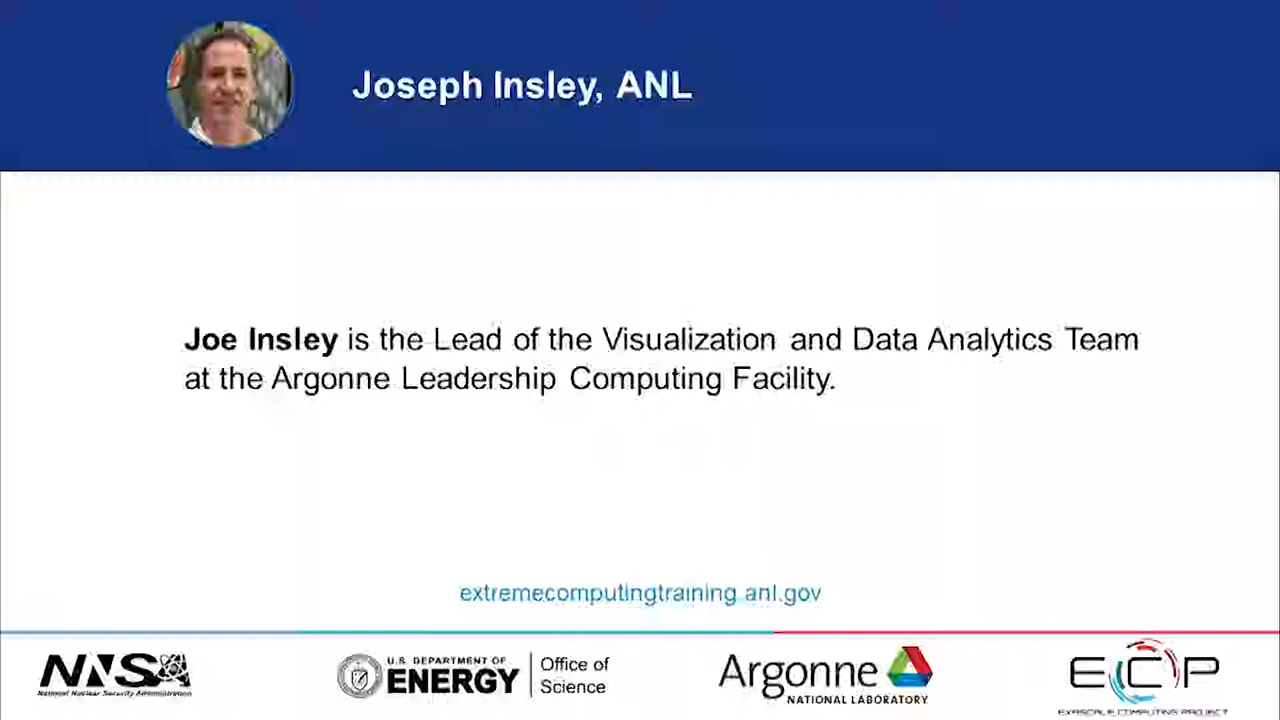 Joseph Insley, ANL
Joe Insley is the Lead of the Visualization and Data Analytics Team
at the Argonne Leadership Computing Facility.
extremecomputingtraining.anl.gov
NNSA
National Nuclear Security Administration
U.S. DEPARTMENT OF
ENERGY
Office of
Science
Argonne
NATIONAL LABORATORY
ECP
EXASCALE COMPUTING PROJECT